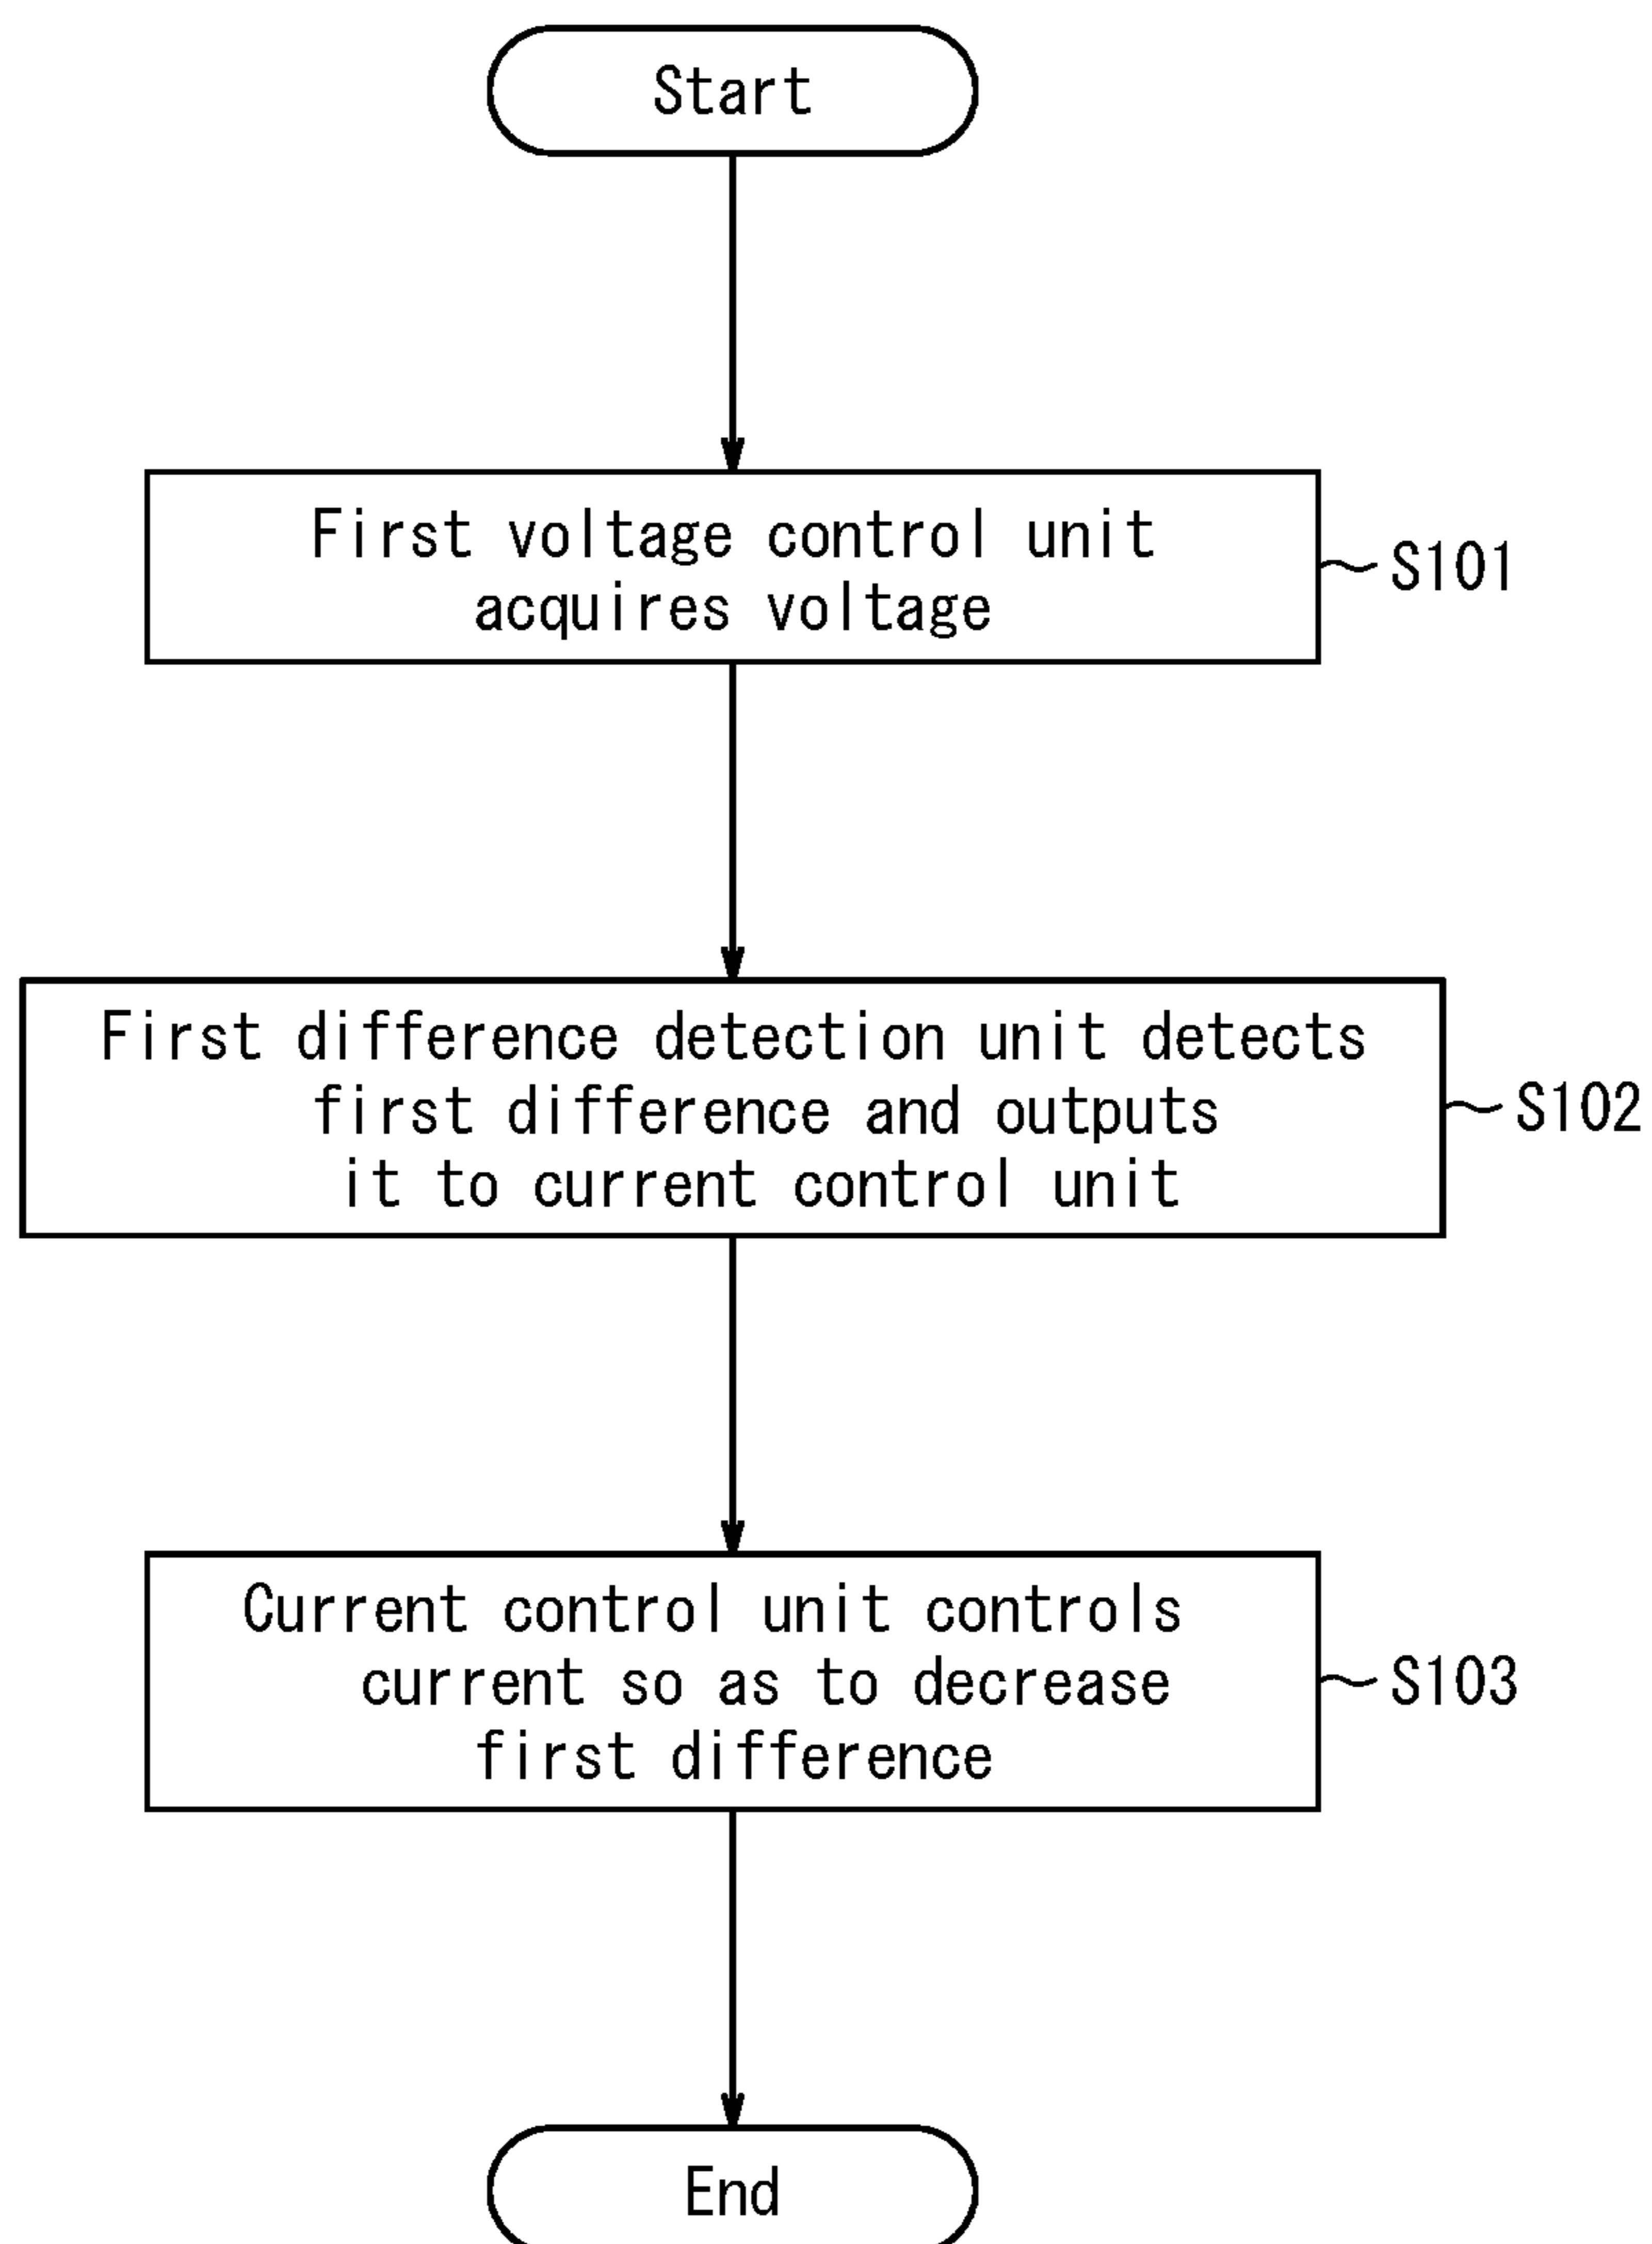 Start
First voltage control unit
acquires voltage
S101
First difference detection unit detects
first difference and outputs
it to current control unit
S102
Current control unit controls
current so as to decrease
first difference
S103
End